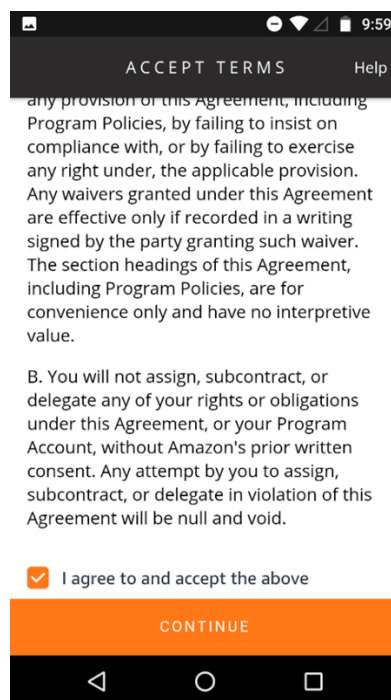 9:59
ACCEPT TERMS
Help
any provision of this Agreement, including
Program Policies, by failing to insist on
compliance with, or by failing to exercise
any right under, the applicable provision.
Any waivers granted under this Agreement
are effective only if recorded in a writing
signed by the party granting such waiver.
The section headings of this Agreement,
including Program Policies, are for
convenience only and have no interpretive
value.
B. You will not assign, subcontract, or
delegate any of your rights or obligations
under this Agreement, or your Program
Account, without Amazon's prior written
consent. Any attempt by you to assign,
subcontract, or delegate in violation of this
Agreement will be null and void.
I agree to and accept the above
CONTINUE